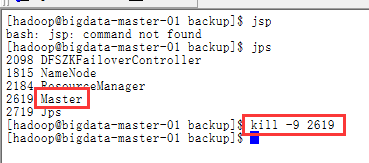 [hadoop@bigdata-master-01 backup]$ jsp
bash: jsp: command not found
[hadoop@bigdata-master-01 backup]$ jps
2098 DFSZKFailoverController
1815 NameNode
2184 ResourceManager
2619 Master
2719 Jps
[hadoop@bigdata-master-01 backup]$ kill -9 2619
[hadoop@bigdata-master-01 backup]$